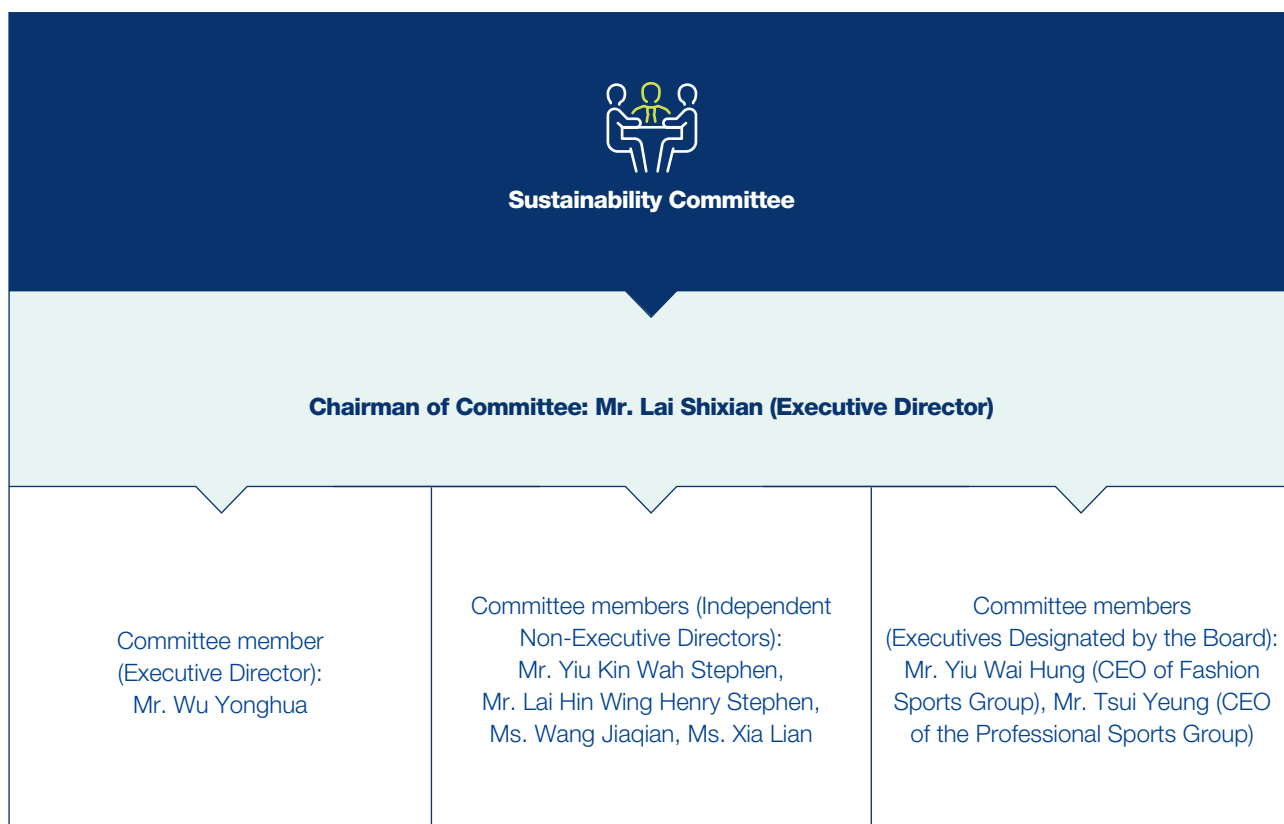 Sustainability Committee
Chairman of Committee: Mr. Lai Shixian (Executive Director)
Committee member
(Executive Director):
Mr. Wu Yonghua
Committee members (Independent
Non-Executive Directors):
Mr. Yiu Kin Wah Stephen,
Mr. Lai Hin Wing Henry Stephen,
Ms. Wang Jiaqian, Ms. Xia Lian
Committee members
(Executives Designated by the Board):
Mr. Yiu Wai Hung (CEO of Fashion
Sports Group), Mr. Tsui Yeung (CEO
of the Professional Sports Group)